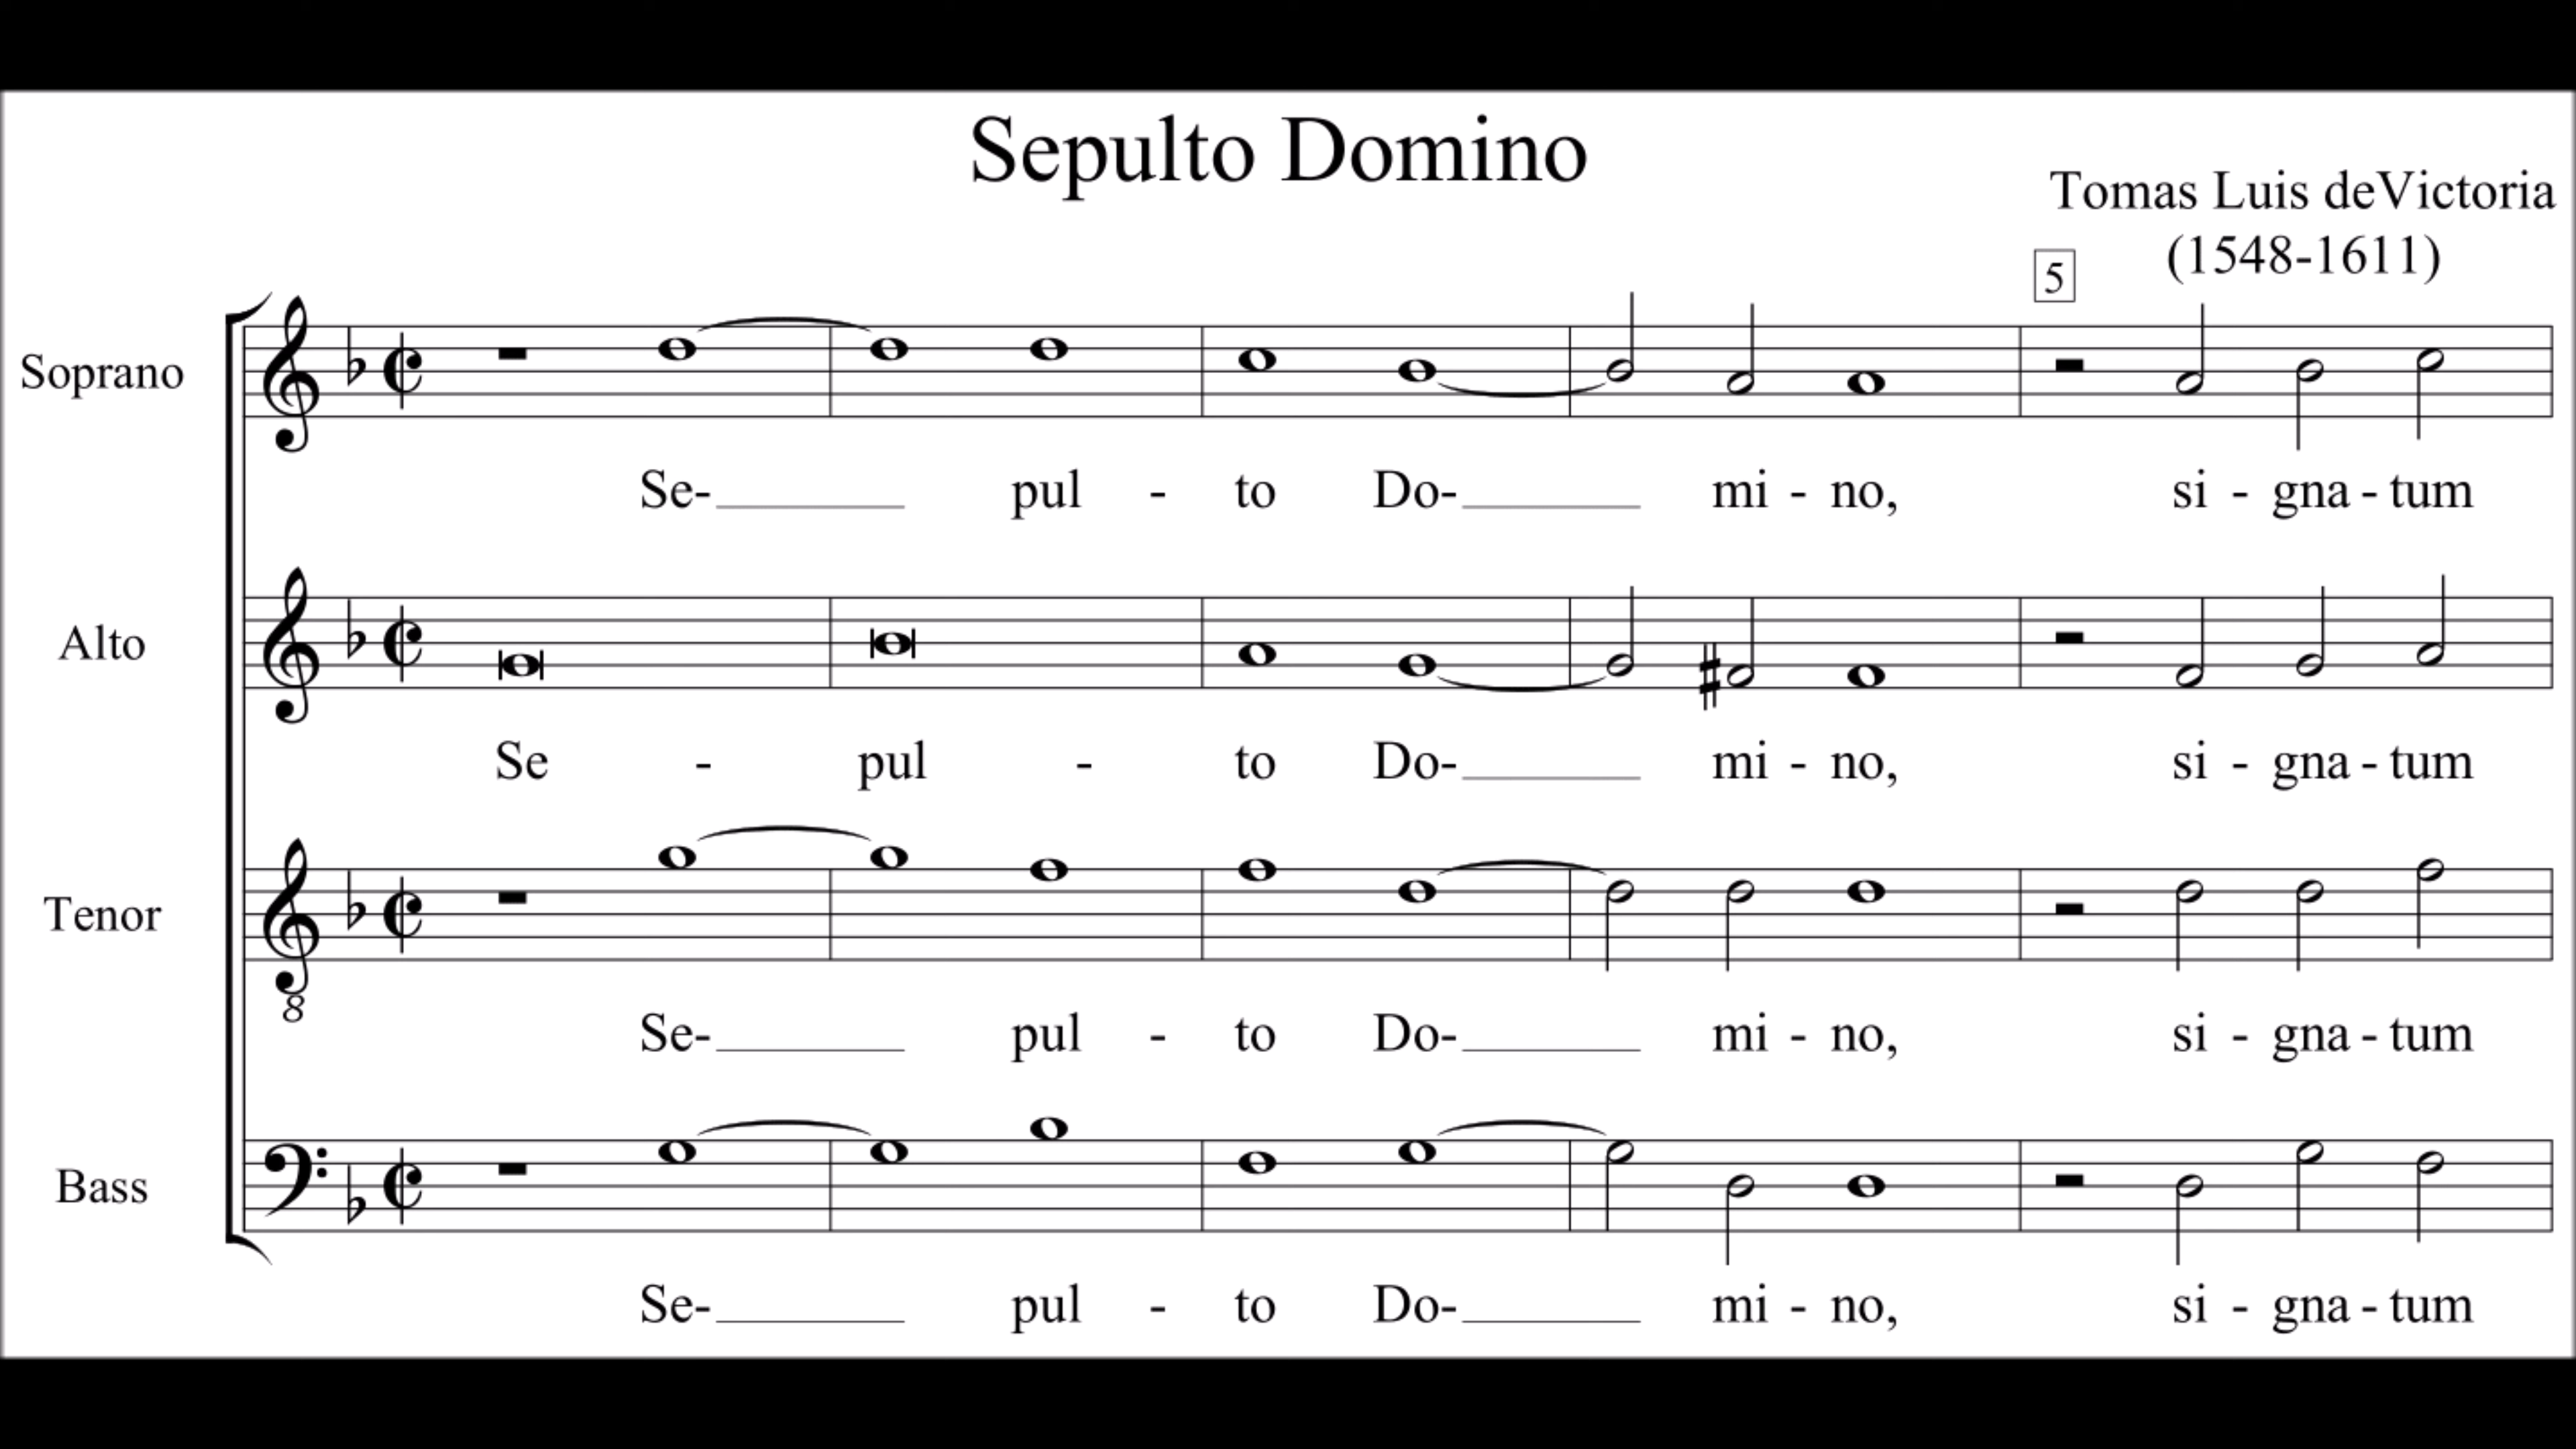 Sepulto Domino
Tomas Luis deVictoria
(1548-1611)
5
Soprano
Se- pul - to Do- mi - no, si - gna - tum
Alto
Se - pul - to Do- mi - no, si - gna - tum
Tenor
8
Se- pul - to Do- mi - no, si - gna - tum
Bass
Se- pul - to Do- mi - no, si - gna - tum